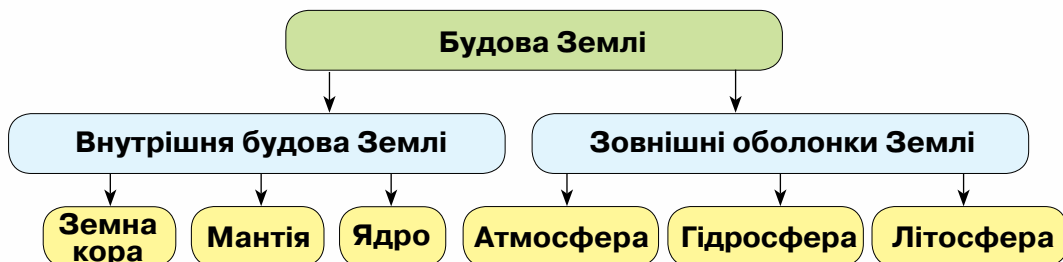 Будова Землі
Внутрішня будова Землі
Зовнішні оболонки Землі
Земна
кора
Мантія
Ядро
Атмосфера
Гідросфера
Літосфера